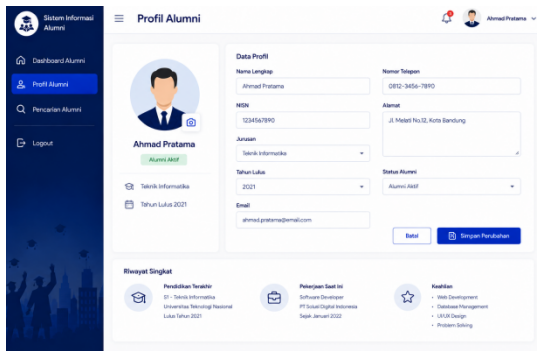 Sistem Informasi
Alumni
Profil Alumni
Ahmad Pratama
Dashboard Alumni
Profil Alumni
Pencarian Alumni
Logout
Ahmad Pratama
Alumni Aktif
Teknik Informatika
Tahun Lulus 2021
Data Profil
Nama Lengkap
Ahmad Pratama
NISN
1234567890
Jurusan
Teknik Informatika
Tahun Lulus
2021
Email
ahmad.pratama@email.com
Nomor Telepon
0812-3456-7890
Alamat
Jl. Melati No.12, Kota Bandung
Status Alumni
Alumni Aktif
Batal
Simpan Perubahan
Riwayat Singkat
Pendidikan Terakhir
S1 - Teknik Informatika
Universitas Teknologi Nasional
Lulus Tahun 2021
Pekerjaan Saat Ini
Software Developer
PT Solusi Digital Indonesia
Sejak Januari 2022
Keahlian
• Web Development
• Database Management
• UI/UX Design
• Problem Solving